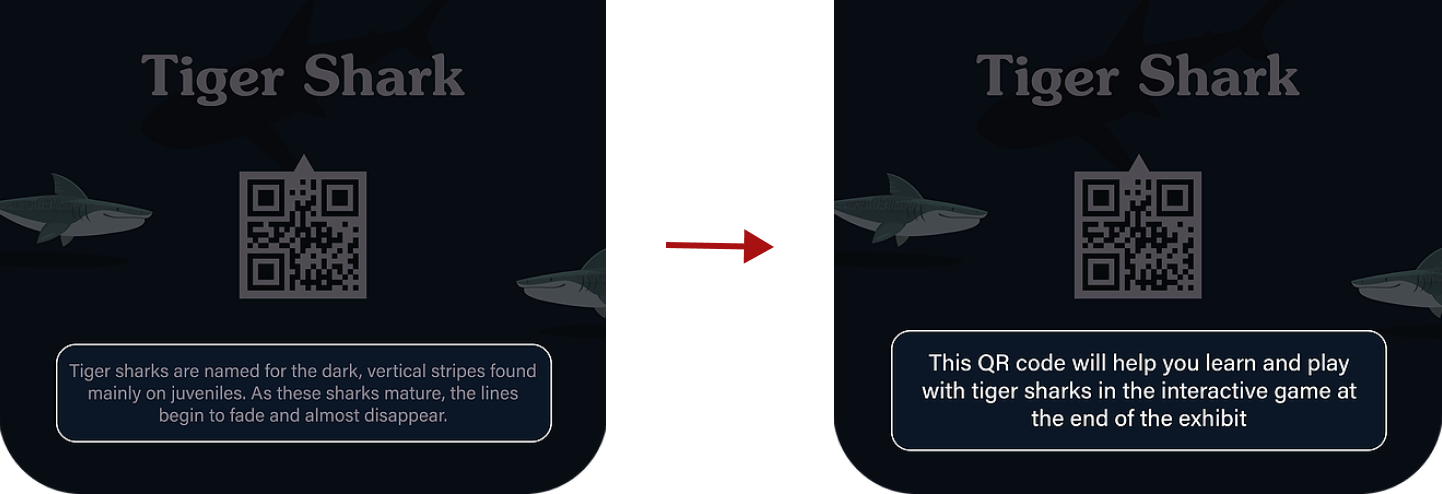 Tiger Shark
Tiger sharks are named for the dark, vertical stripes found
mainly on juveniles. As these sharks mature, the lines
begin to fade and almost disappear.
Tiger Shark
This QR code will help you learn and play
with tiger sharks in the interactive game at
the end of the exhibit